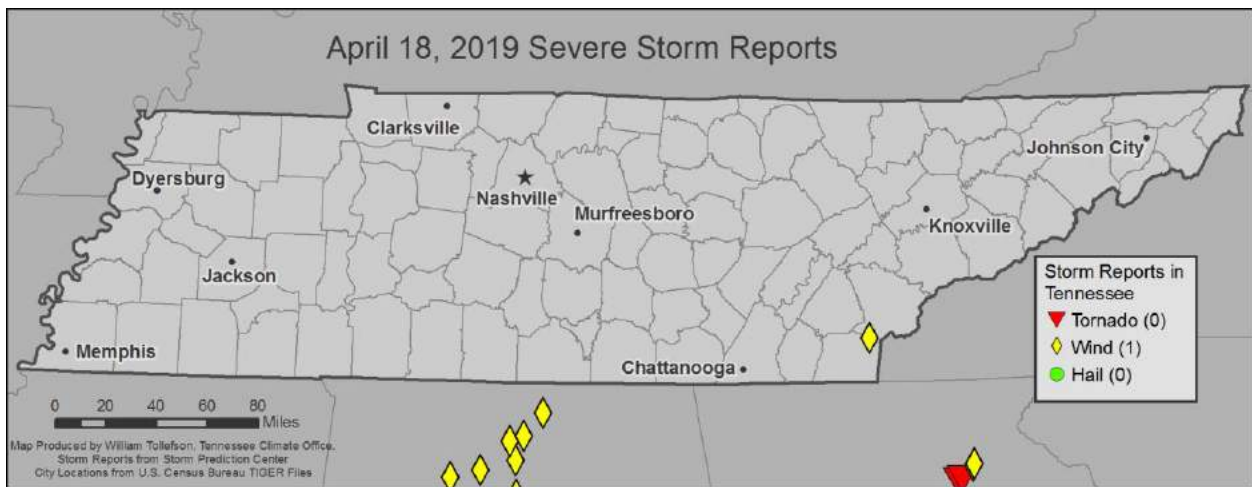 April 18, 2019 Severe Storm Reports
Clarksville
Johnson City
Dyersburg
Nashville
Murfreesboro
Knoxville
Jackson
Storm Reports in
Tennessee
Tornado (0)
Wind (1)
Hail (0)
Memphis
Chattanooga
0 20 40 60 80
Miles
Map Produced by William Tollefson, Tennessee Climate Office.
Storm Reports from Storm Prediction Center
City Locations from U.S. Census Bureau TIGER Files